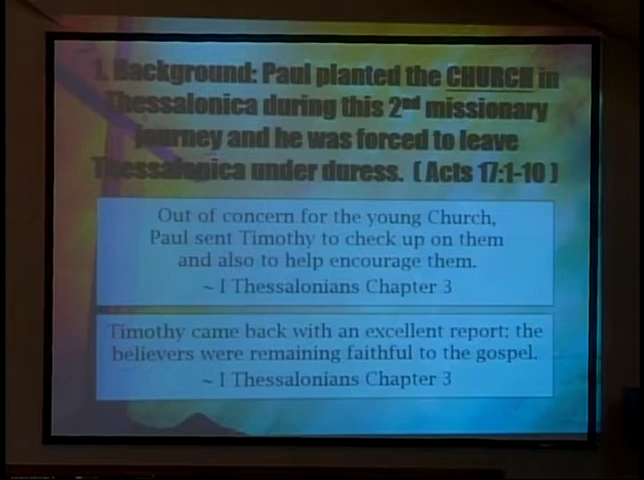 1. Background: Paul planted the CHURCH in
Thessalonica during this 2nd missionary
journey and he was forced to leave
Thessalonica under duress. ( Acts 17:1-10 )
Out of concern for the young Church,
Paul sent Timothy to check up on them
and also to help encourage them.
~ I Thessalonians Chapter 3
Timothy came back with an excellent report: the
believers were remaining faithful to the gospel.
~ I Thessalonians Chapter 3